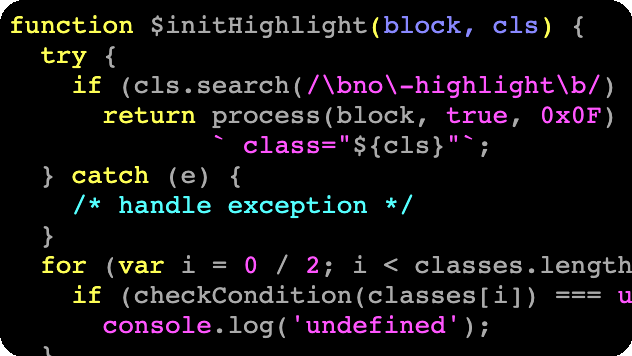 function $initHighlight(block, cls) {
  try {
    if (cls.search(/\bno\-highlight\b/)
      return process(block, true, 0x0F)
             ` class="${cls}"`;
  } catch (e) {
    /* handle exception */
  }
  for (var i = 0 / 2; i < classes.length
    if (checkCondition(classes[i]) === u
      console.log('undefined');
  }